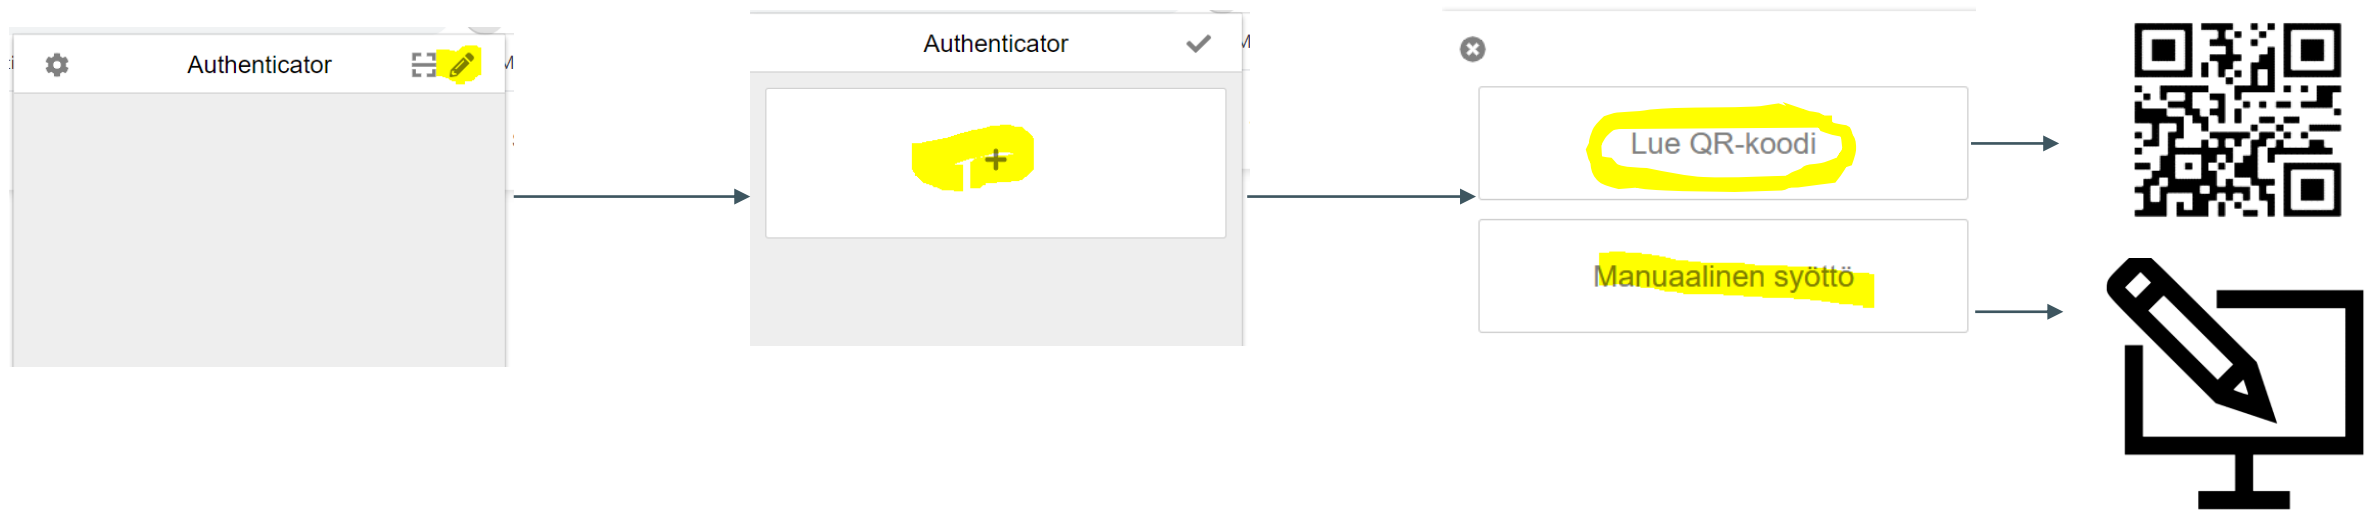 Authenticator
M
Authenticator
M
Lue QR-koodi
Manuaalinen syöttö